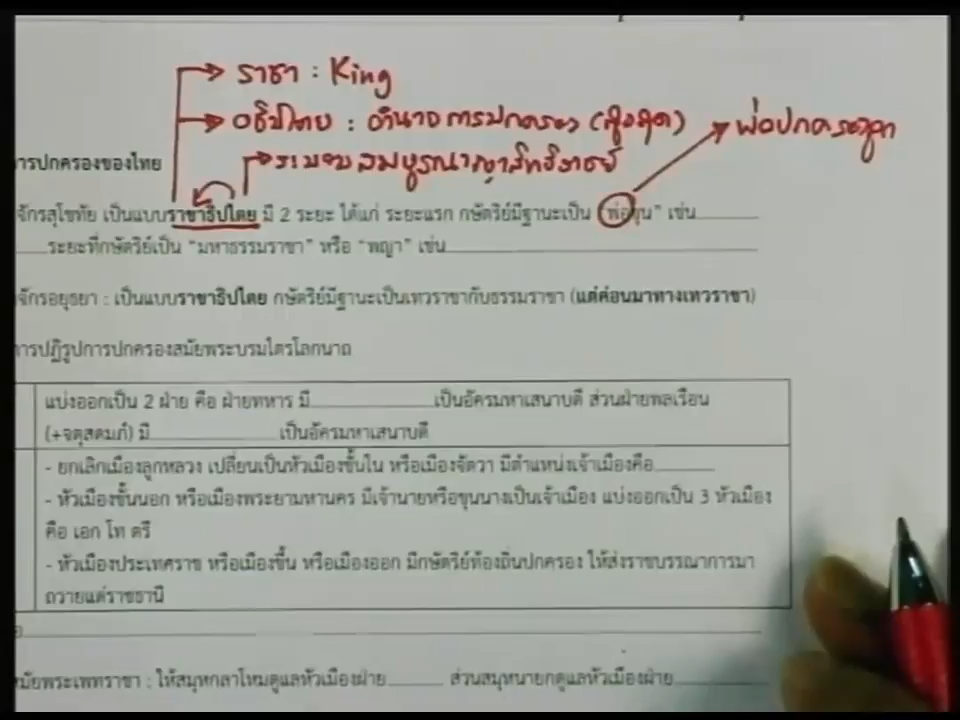 ราชา : King
อธิปไตย : อำนาจการปกครอง (สูงสุด)
พ่อปกครองลูก
ระบอบสมบูรณาญาสิทธิราชย์
การปกครองของไทย
จักรสุโขทัย เป็นแบบราชาธิปไตย มี 2 ระยะ ได้แก่ ระยะแรก กษัตริย์มีฐานะเป็น "พ่อขุน" เช่น
ระยะที่กษัตริย์เป็น "มหาธรรมราชา" หรือ "พญา" เช่น
จักรอยุธยา : เป็นแบบราชาธิปไตย กษัตริย์มีฐานะเป็นเทวราชากับธรรมราชา (แต่ค่อนมาทางเทวราชา)
การปฏิรูปการปกครองสมัยพระบรมไตรโลกนาถ
แบ่งออกเป็น 2 ฝ่าย คือ ฝ่ายทหาร มี เป็นอัครมหาเสนาบดี ส่วนฝ่ายพลเรือน
(+จตุสดมภ์) มี เป็นอัครมหาเสนาบดี
- ยกเลิกเมืองลูกหลวง เปลี่ยนเป็นหัวเมืองชั้นใน หรือเมืองจัตวา มีตำแหน่งเจ้าเมืองคือ
- หัวเมืองชั้นนอก หรือเมืองพระยามหานคร มีเจ้านายหรือขุนนางเป็นเจ้าเมือง แบ่งออกเป็น 3 หัวเมือง
คือ เอก โท ตรี
- หัวเมืองประเทศราช หรือเมืองขึ้น หรือเมืองออก มีกษัตริย์ท้องถิ่นปกครอง ให้ส่งราชบรรณาการมา
ถวายแด่ราชธานี
สมัยพระเพทราชา : ให้สมุหกลาโหมดูแลหัวเมืองฝ่าย ส่วนสมุหนายกดูแลหัวเมืองฝ่าย